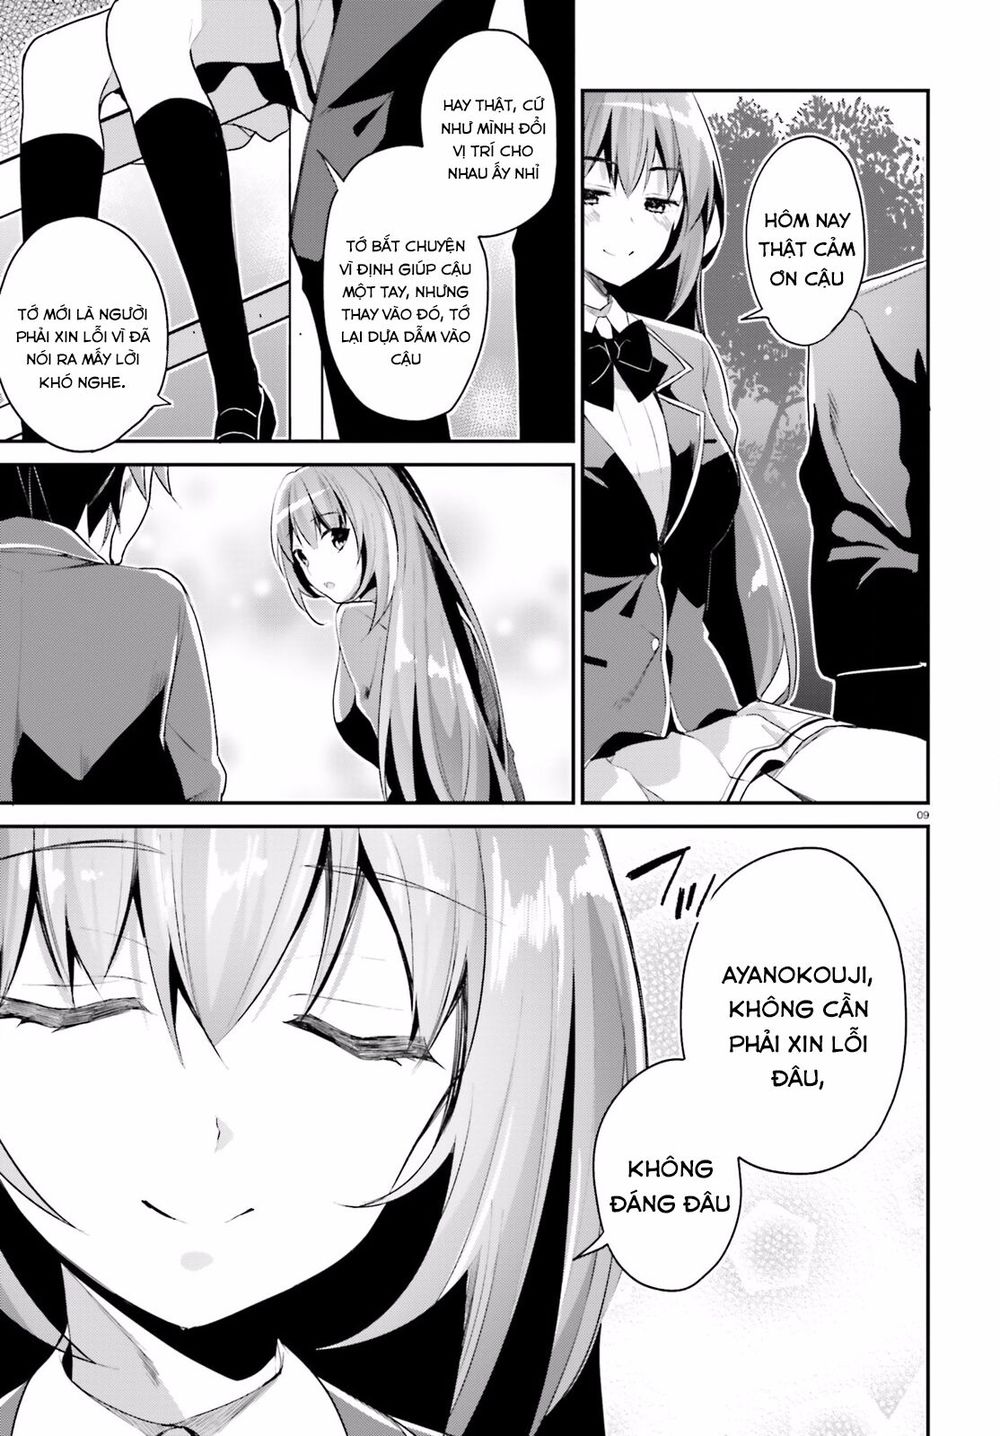 HÔM NAY
THẬT CẢM
ƠN CẬU
HAY THẬT, CỨ
NHƯ MÌNH ĐỔI
VỊ TRÍ CHO
NHAU ẤY NHỈ
TỚ BẮT CHUYỆN
VÌ ĐỊNH GIÚP CẬU
MỘT TAY, NHƯNG
THAY VÀO ĐÓ, TỚ
LẠI DỰA DẪM VÀO
CẬU
TỚ MỚI LÀ NGƯỜI
PHẢI XIN LỖI VÌ ĐÃ
NÓI RA MẤY LỜI
KHÓ NGHE.
09
AYANOKOUJI,
KHÔNG CẦN
PHẢI XIN LỖI
ĐÂU,
KHÔNG
ĐÁNG ĐÂU